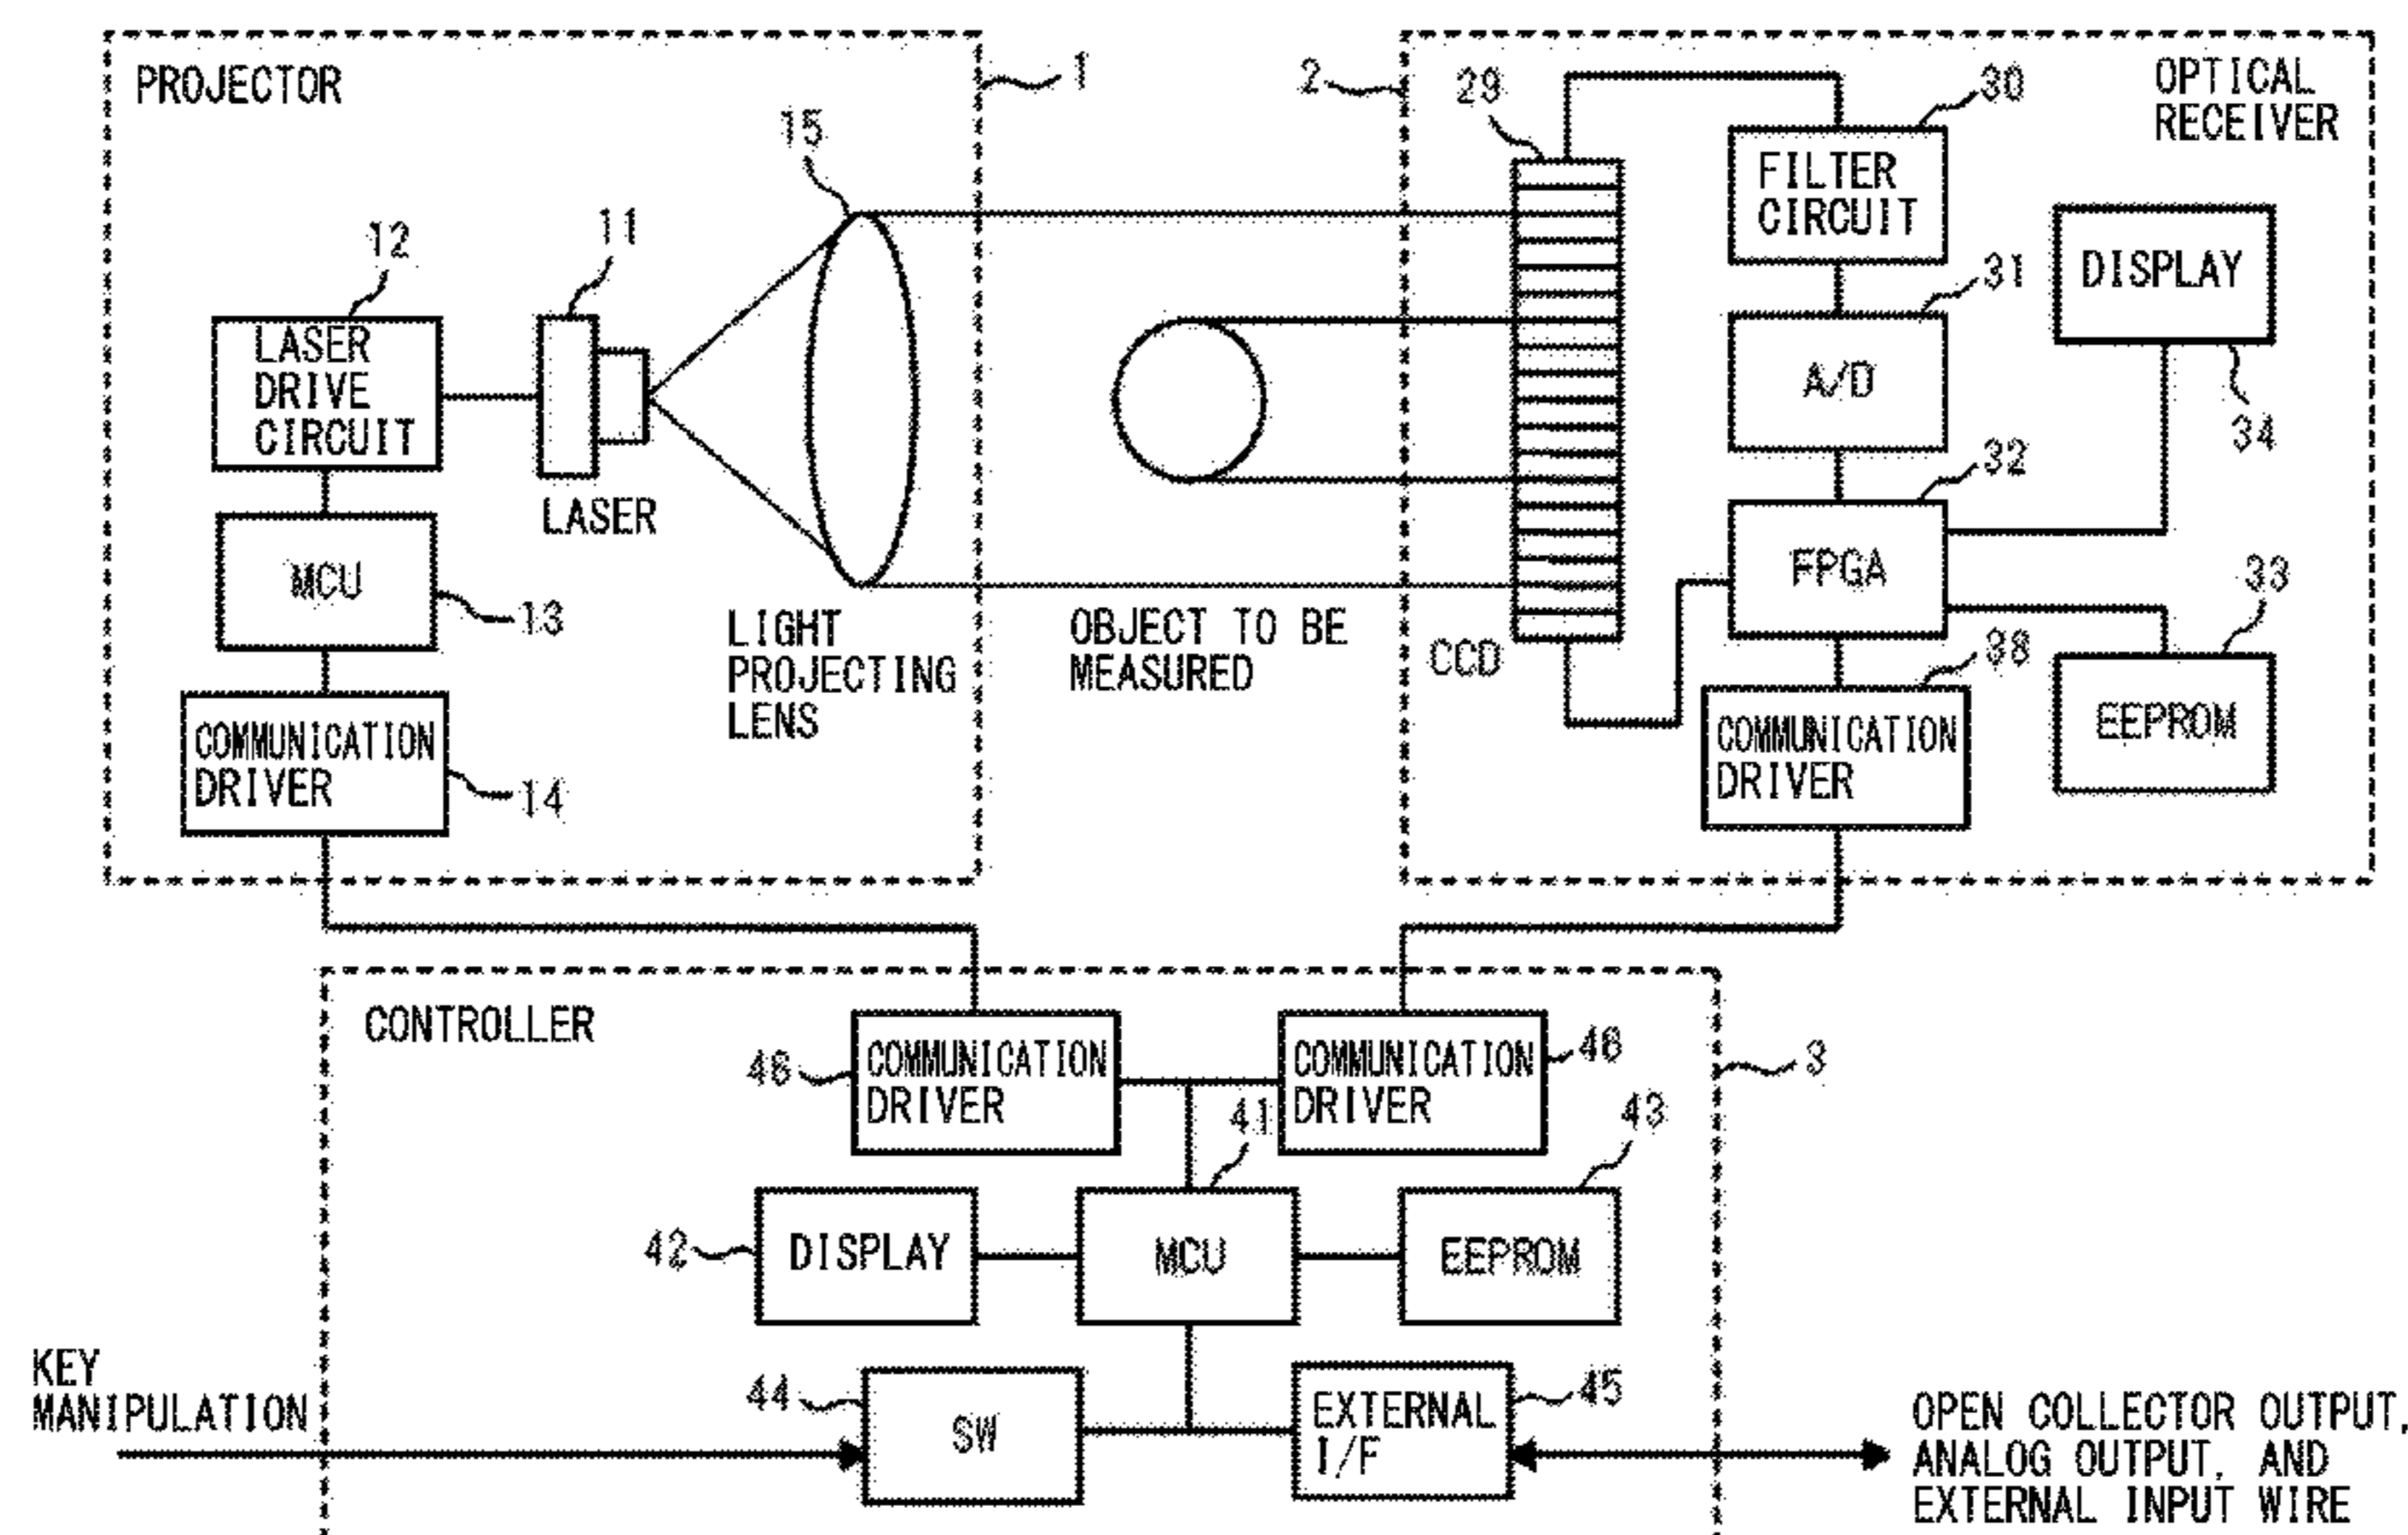 PROJECTOR
1
15
12
11
LASER
DRIVE
CIRCUIT
LASER
MCU
13
LIGHT
PROJECTING
LENS
COMMUNICATION
DRIVER
14
OBJECT TO BE
MEASURED
2
OPTICAL
RECEIVER
29
30
FILTER
CIRCUIT
31
DISPLAY
A/D
34
32
FPGA
33
CCD
38
COMMUNICATION
DRIVER
EEPROM
CONTROLLER
46
COMMUNICATION
DRIVER
COMMUNICATION
DRIVER
46
3
41
43
42
DISPLAY
MCU
EEPROM
KEY
MANIPULATION
44
SW
EXTERNAL
I/F
45
OPEN COLLECTOR OUTPUT,
ANALOG OUTPUT, AND
EXTERNAL INPUT WIRE